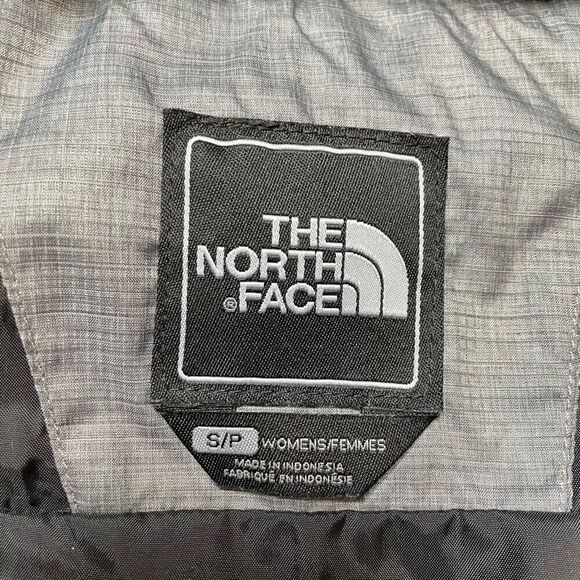 THE
NORTH
®FACE
S/P WOMENS/FEMMES
MADE IN INDONESIA
FABRIQUÉ EN INDONÉSIE